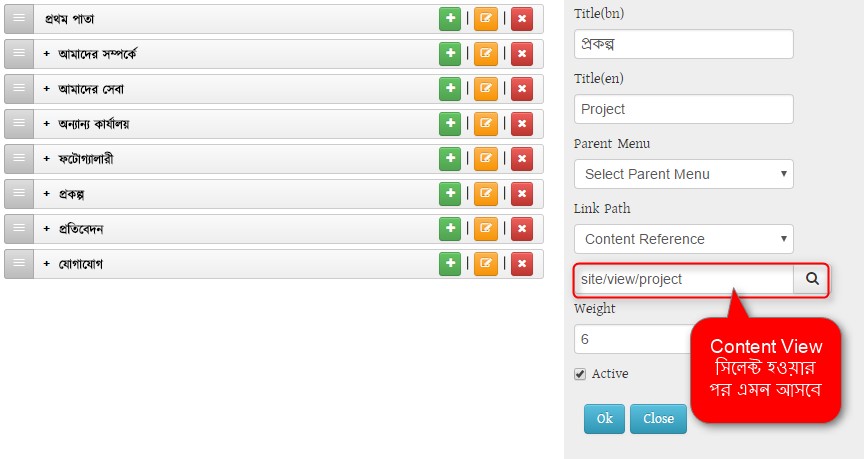 প্রথম পাতা
+ আমাদের সম্পর্কে
+ আমাদের সেবা
+ অন্যান্য কার্যালয়
+ ফটোগ্যালারী
+ প্রকল্প
+ প্রতিবেদন
+ যোগাযোগ
Title(bn)
প্রকল্প
Title(en)
Project
Parent Menu
Select Parent Menu
Link Path
Content Reference
site/view/project
Weight
6
Active
Ok Close
Content View
সিলেক্ট হওয়ার
পর এমন আসবে